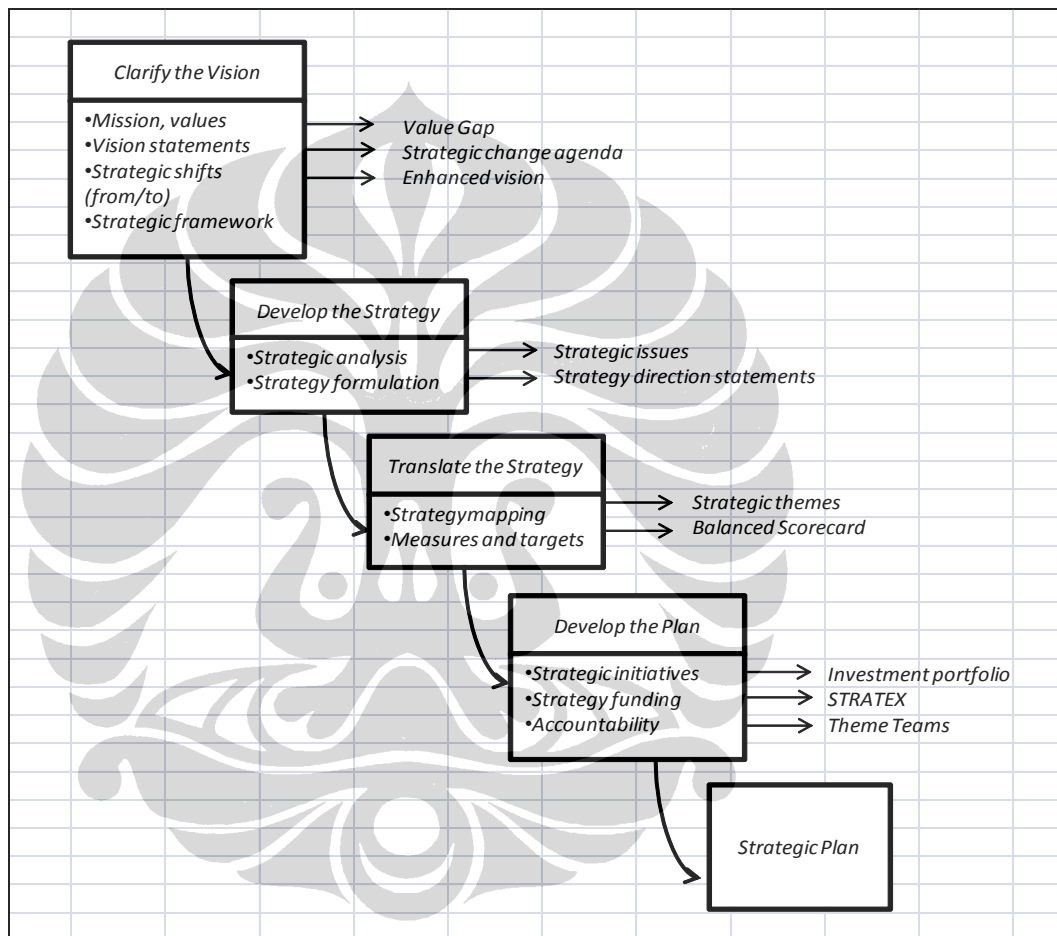 Clarify the Vision
•Mission, values
•Vision statements
•Strategic shifts
(from/to)
•Strategic framework
Value Gap
Strategic change agenda
Enhanced vision
Develop the Strategy
•Strategic analysis
•Strategy formulation
Strategic issues
Strategy direction statements
Translate the Strategy
•Strategymapping
•Measures and targets
Strategic themes
Balanced Scorecard
Develop the Plan
•Strategic initiatives
•Strategy funding
•Accountability
Investment portfolio
STRATEX
Theme Teams
Strategic Plan